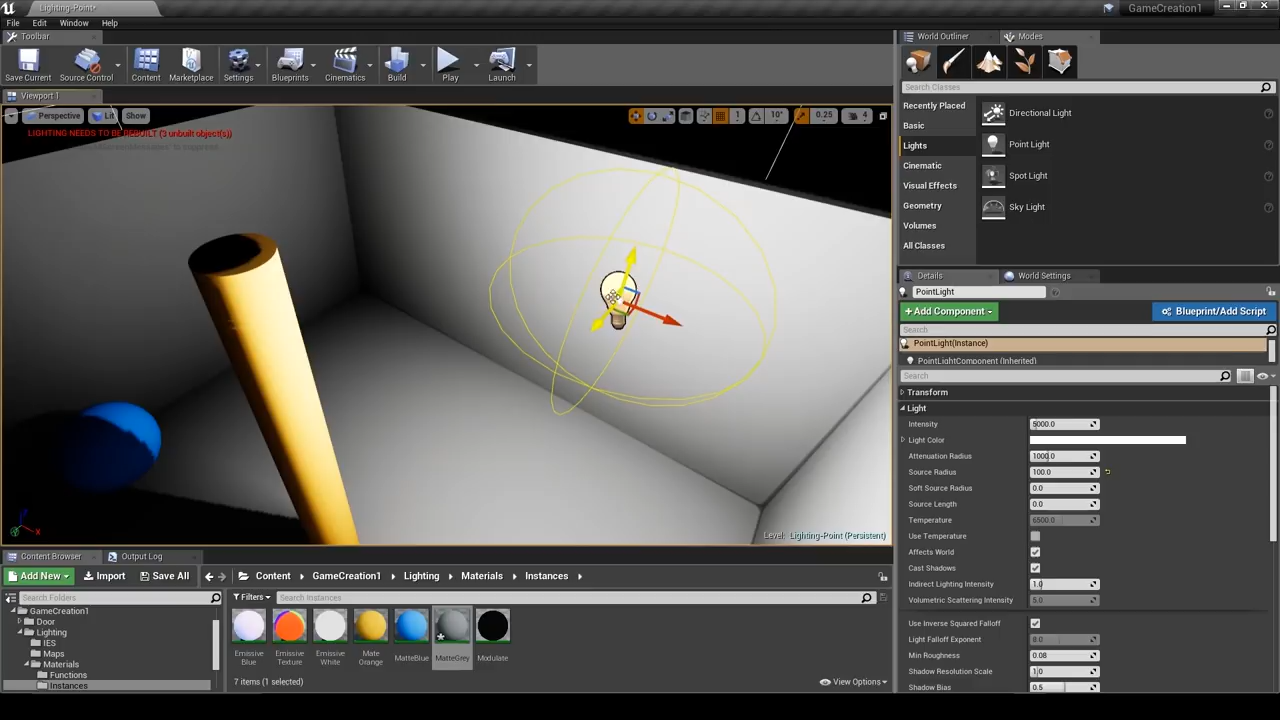 Lighting-Point*
GameCreation1
File Edit Window Help
Toolbar
Save Current
Source Control
Content
Marketplace
Settings
Blueprints
Cinematics
Build
Play
Launch
Viewport 1
Perspective Lit Show
10° 0.25 4
LIGHTING NEEDS TO BE REBUILT (3 unbuilt object(s))
Level: Lighting-Point (Persistent)
World Outliner Modes
Search Classes
Recently Placed
Basic
Lights
Cinematic
Visual Effects
Geometry
Volumes
All Classes
Directional Light
Point Light
Spot Light
Sky Light
Details World Settings
PointLight
+Add Component
Blueprint/Add Script
Search
PointLight(Instance)
PointLightComponent (Inherited)
Search
Transform
Light
Intensity 5000.0
Light Color
Attenuation Radius 1000.0
Source Radius 100.0
Soft Source Radius 0.0
Source Length 0.0
Temperature 6500.0
Use Temperature
Affects World
Cast Shadows
Indirect Lighting Intensity 1.0
Volumetric Scattering Intensity 5.0
Use Inverse Squared Falloff
Light Falloff Exponent 8.0
Min Roughness 0.08
Shadow Resolution Scale 1.0
Shadow Bias 0.5
Content Browser Output Log
Add New Import Save All Content GameCreation1 Lighting Materials Instances
Search Folders
GameCreation1
Door
Lighting
IES
Maps
Materials
Functions
Instances
Filters Search Instances
Emissive Blue
Emissive Texture
Emissive White
Mate Orange
MatteBlue
MatteGrey
Modulate
7 items (1 selected)
View Options